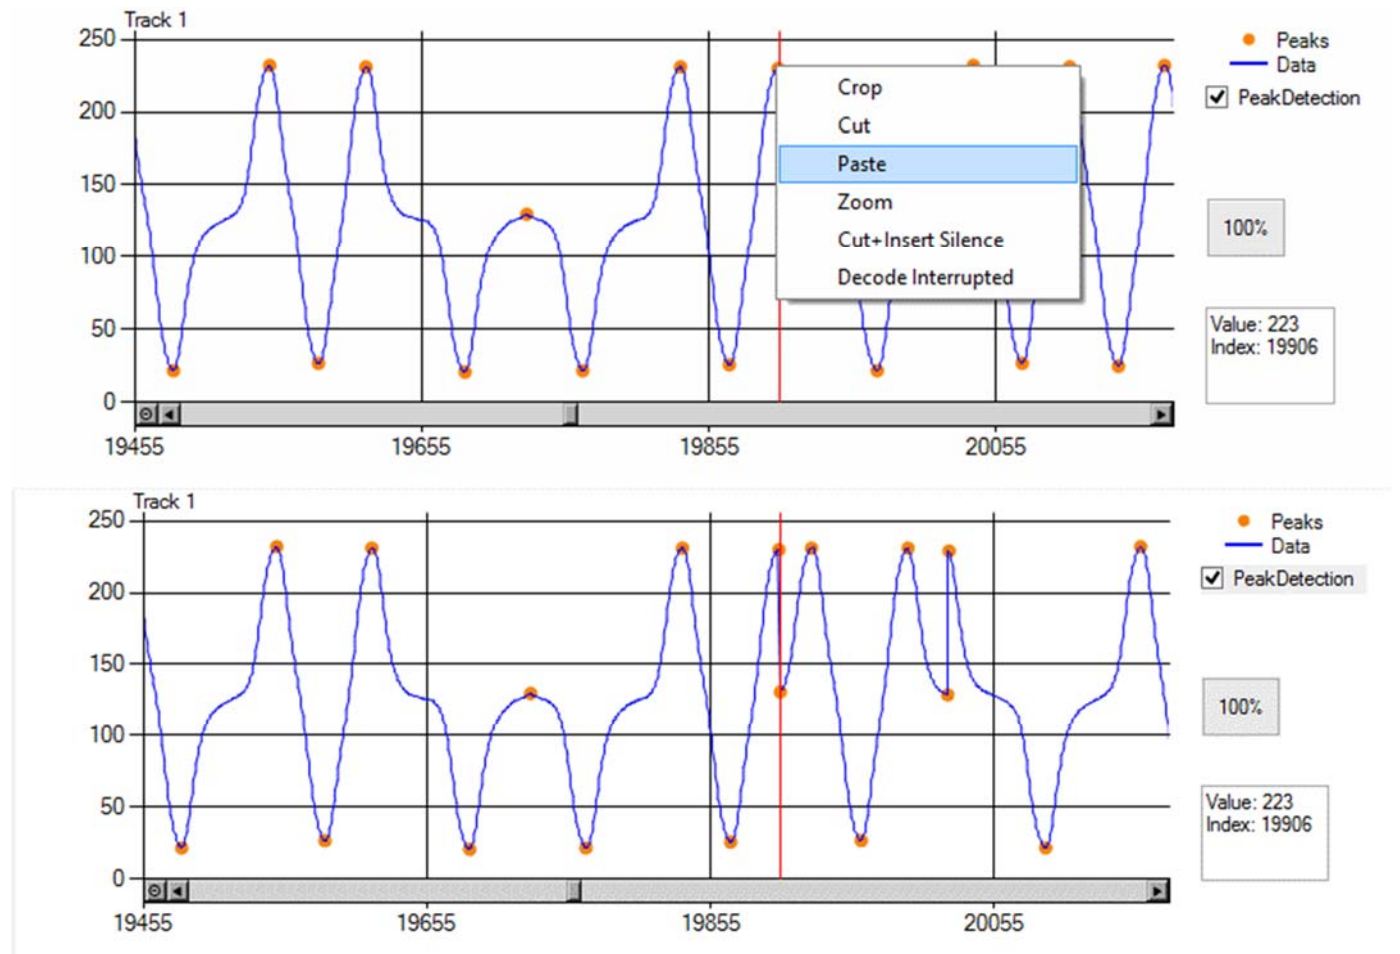 Track 1
250
200
150
100
50
0
19455 19655 19855 20055
Peaks
Data
PeakDetection
100%
Value: 223
Index: 19906
Crop
Cut
Paste
Zoom
Cut+Insert Silence
Decode Interrupted
Track 1
250
200
150
100
50
0
19455 19655 19855 20055
Peaks
Data
PeakDetection
100%
Value: 223
Index: 19906